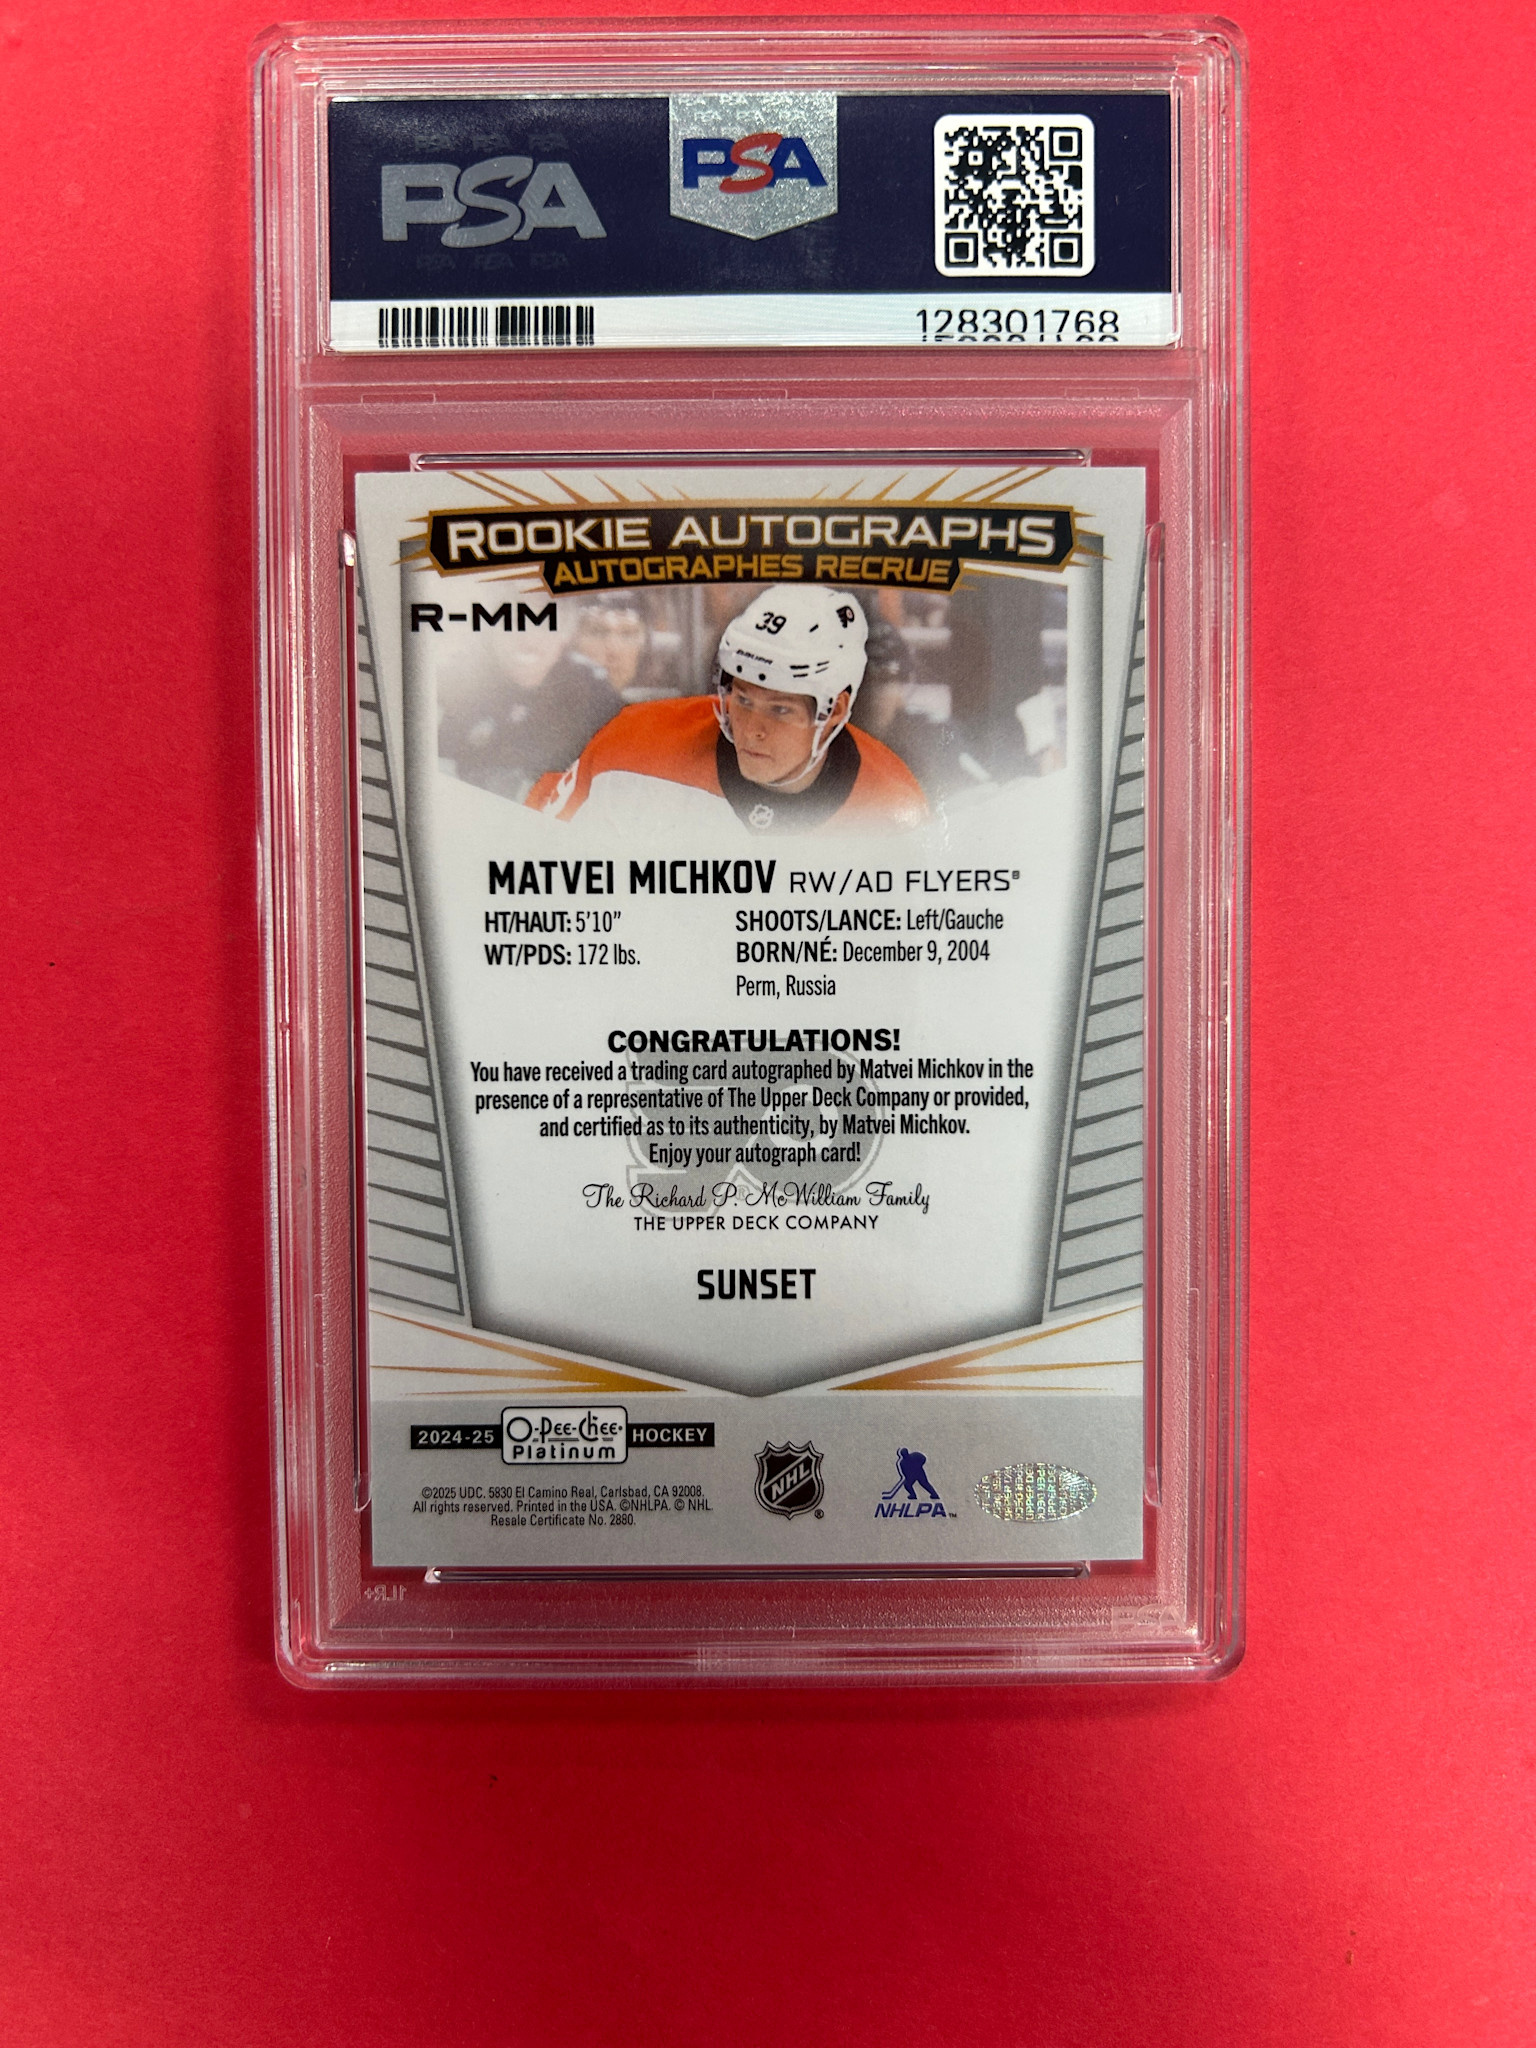 PSA
PSA
128301768
ROOKIE AUTOGRAPHS
AUTOGRAPHES RECRUE
R-MM
39
BAUER
MATVEI MICHKOV RW/AD FLYERS®
HT/HAUT: 5'10" SHOOTS/LANCE: Left/Gauche
WT/PDS: 172 lbs. BORN/NÉ: December 9, 2004
Perm, Russia
CONGRATULATIONS!
You have received a trading card autographed by Matvei Michkov in the
presence of a representative of The Upper Deck Company or provided,
and certified as to its authenticity, by Matvei Michkov.
Enjoy your autograph card!
The Richard P. McWilliam Family
THE UPPER DECK COMPANY
SUNSET
2024-25 O-Pee-Chee Platinum HOCKEY
©2025 UDC. 5830 El Camino Real, Carlsbad, CA 92008.
All rights reserved. Printed in the USA. ©NHLPA. © NHL.
Resale Certificate No. 2880.
NHL®
NHLPA™
UPPER DECK
PSA